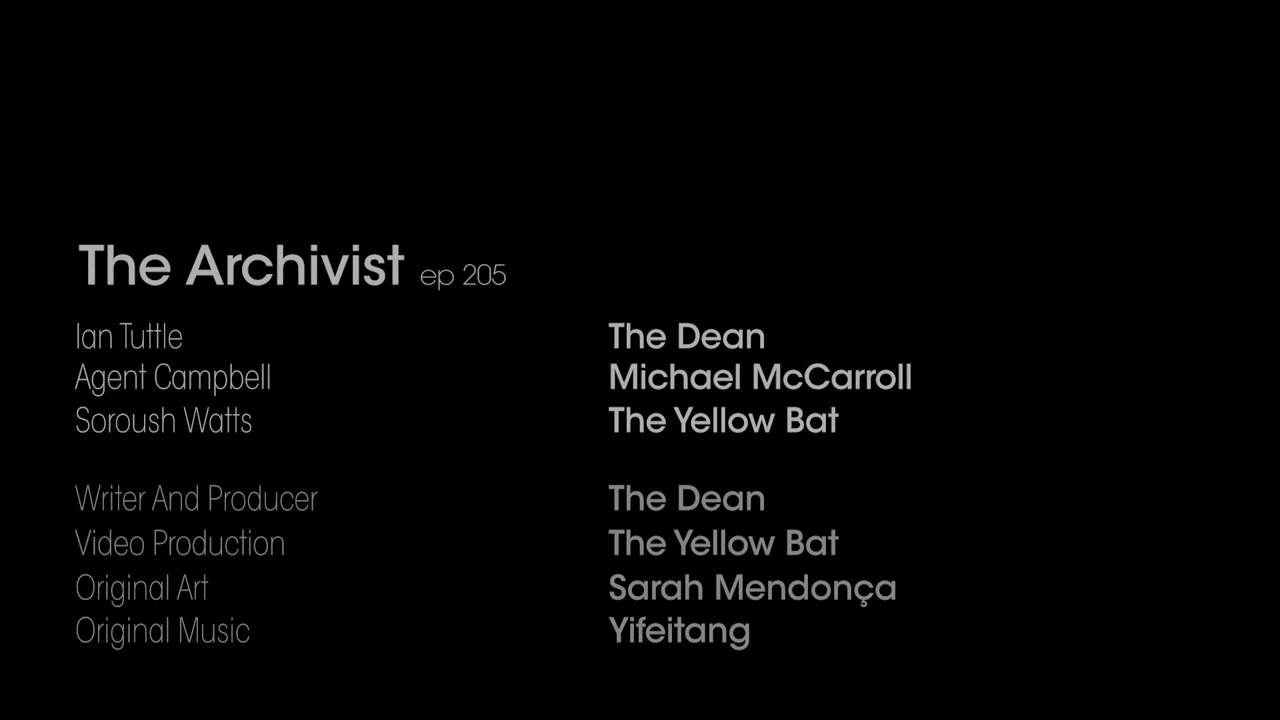 The Archivist ep 205
Ian Tuttle The Dean
Agent Campbell Michael McCarroll
Soroush Watts The Yellow Bat
Writer And Producer The Dean
Video Production The Yellow Bat
Original Art Sarah Mendonça
Original Music Yifeitang